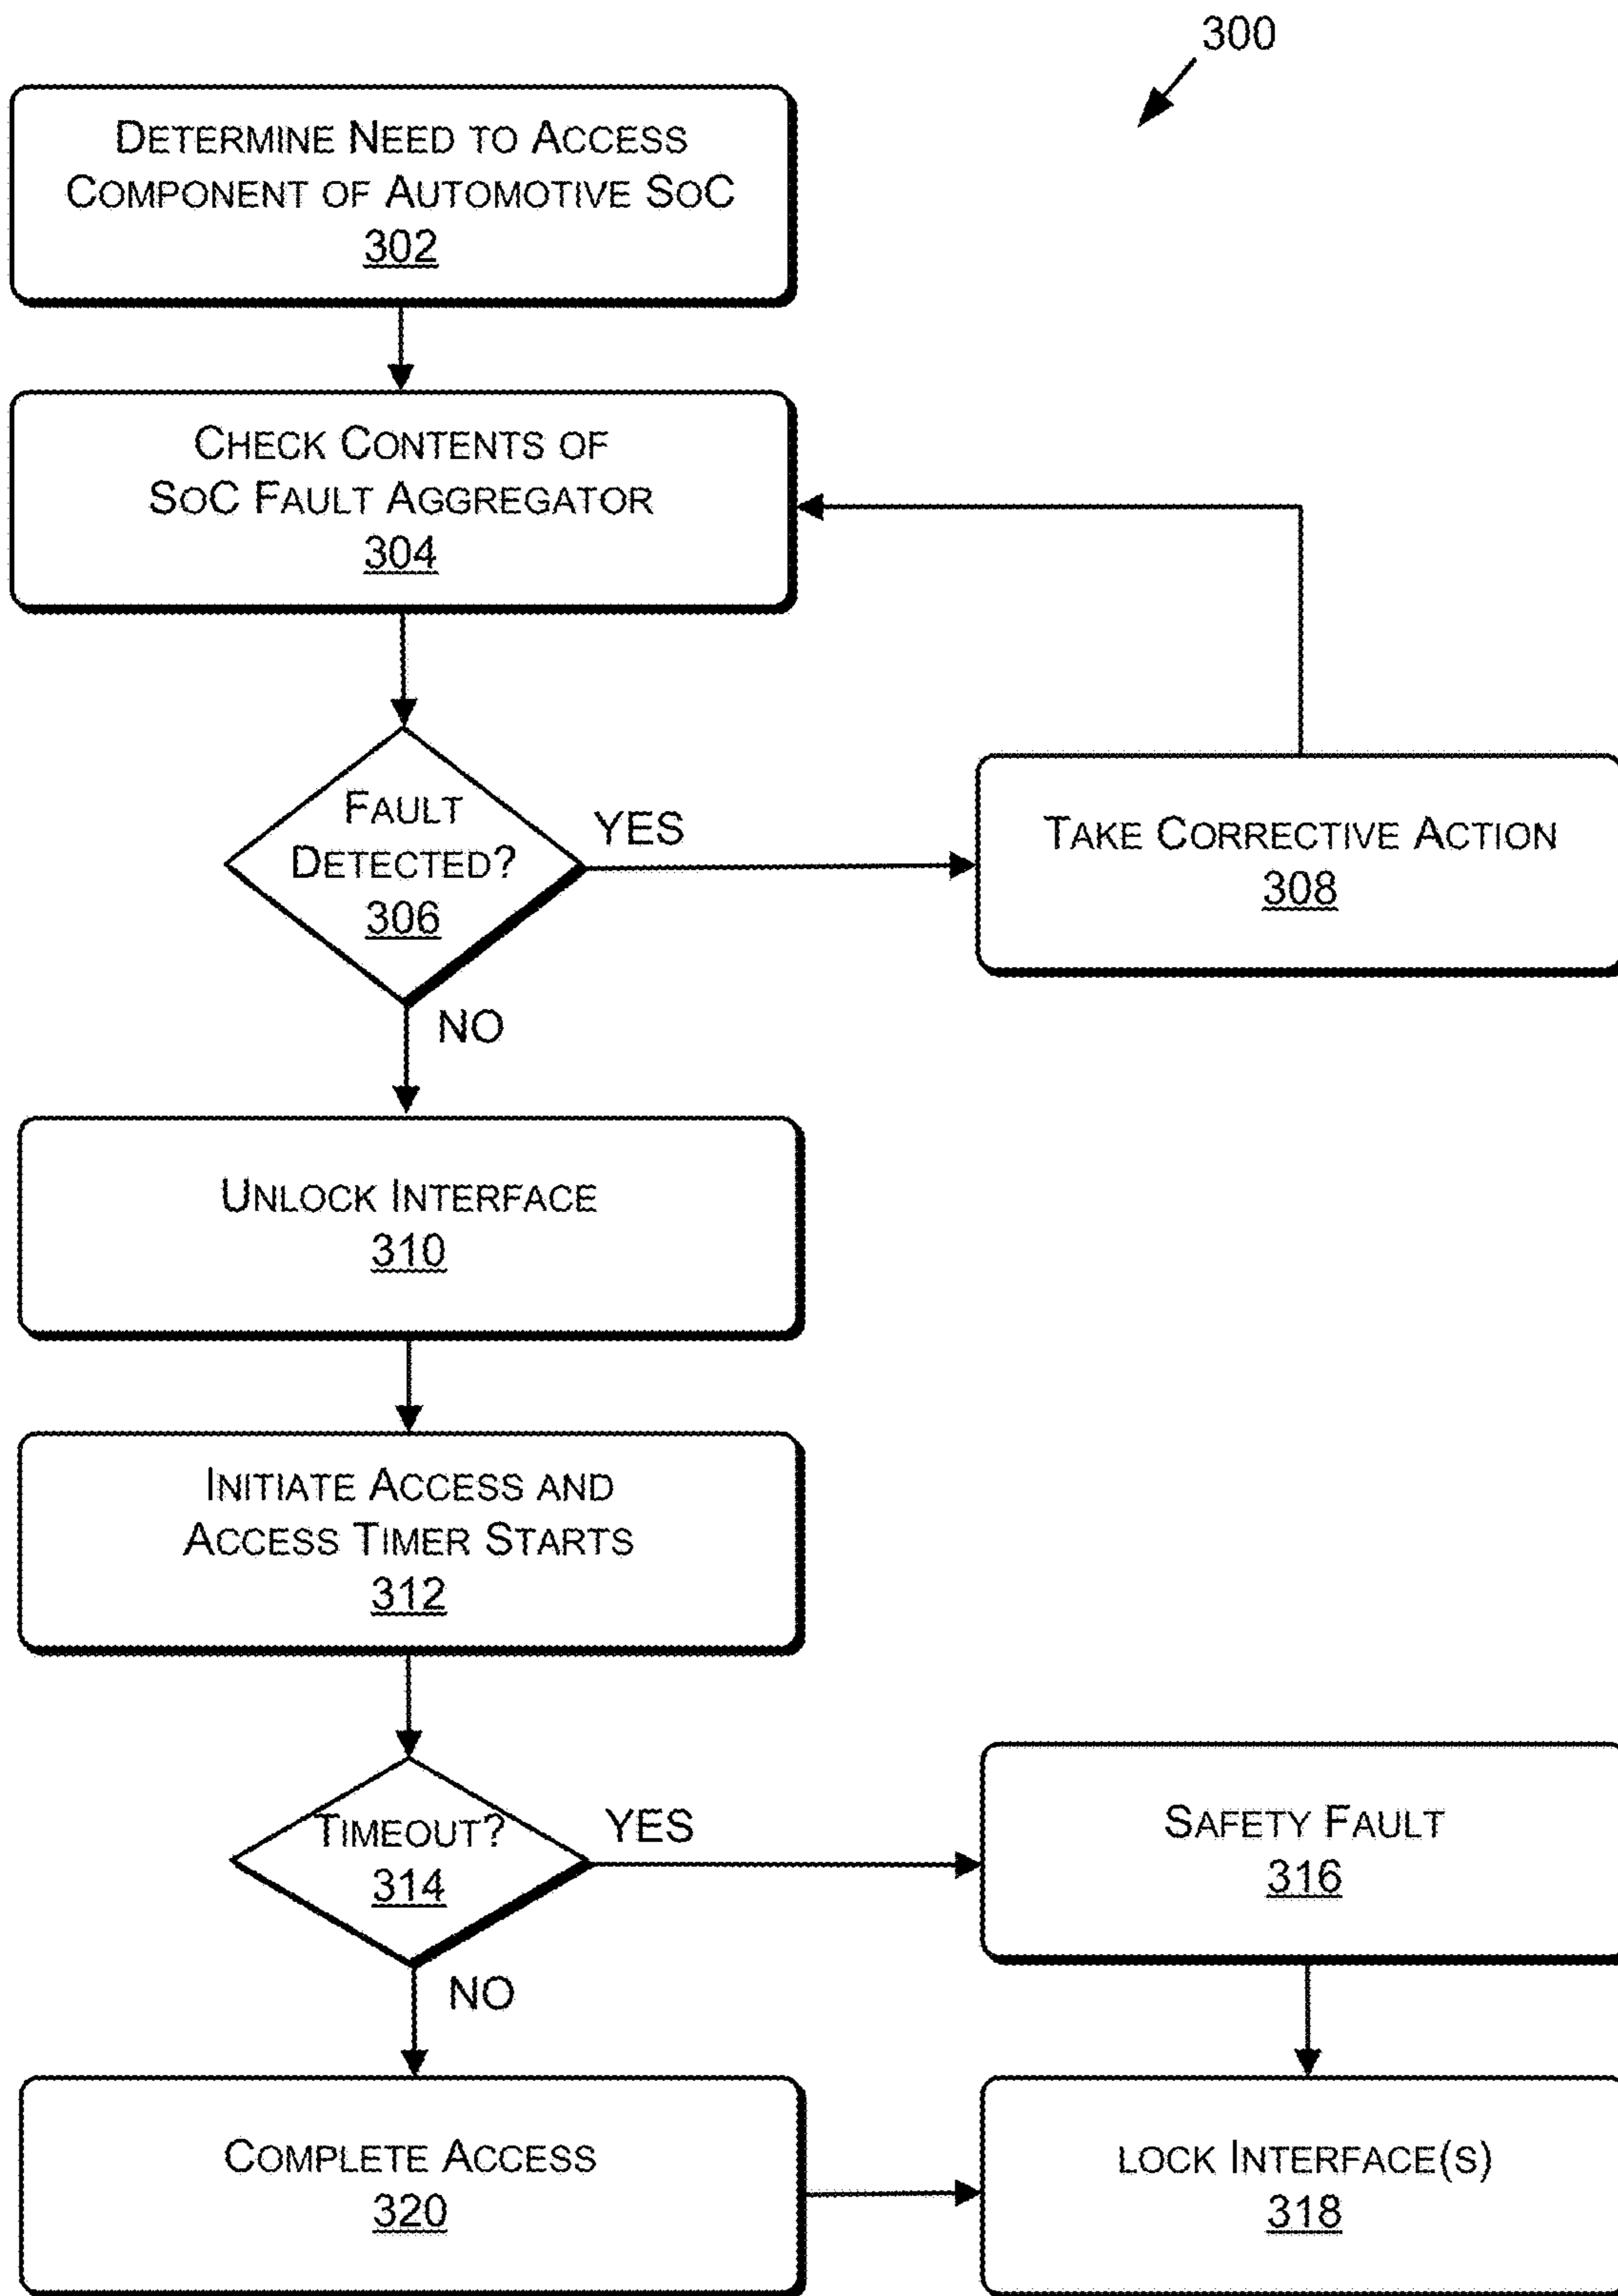 300
DETERMINE NEED TO ACCESS
COMPONENT OF AUTOMOTIVE SOC
302
CHECK CONTENTS OF
SOC FAULT AGGREGATOR
304
FAULT
DETECTED?
306
YES
TAKE CORRECTIVE ACTION
308
NO
UNLOCK INTERFACE
310
INITIATE ACCESS AND
ACCESS TIMER STARTS
312
TIMEOUT?
314
YES
SAFETY FAULT
316
NO
COMPLETE ACCESS
320
LOCK INTERFACE(S)
318